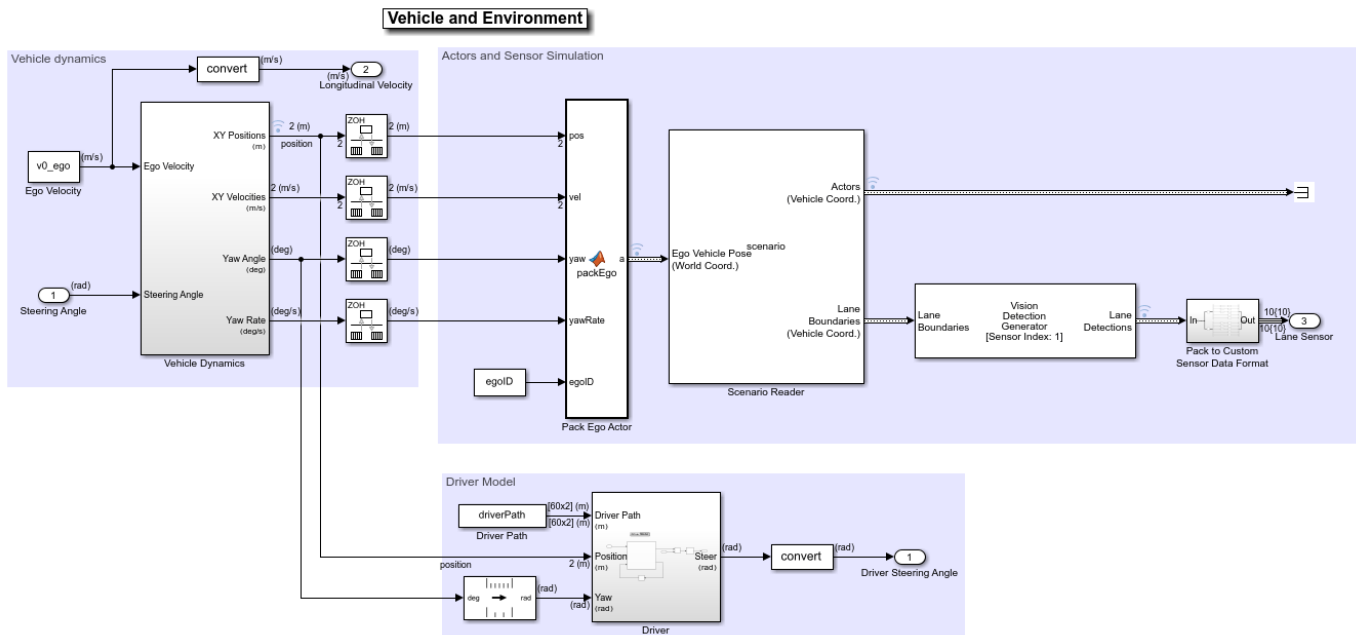 Vehicle and Environment
Vehicle dynamics
convert
(m/s)
(m/s)
2
Longitudinal Velocity
v0_ego
(m/s)
Ego Velocity
1
(rad)
Steering Angle
Ego Velocity
Steering Angle
XY Positions
(m)
XY Velocities
(m/s)
Yaw Angle
(deg)
Yaw Rate
(deg/s)
Vehicle Dynamics
2 (m)
position
2
ZOH
2 (m)
2 (m/s)
2
ZOH
2 (m/s)
(deg)
ZOH
(deg)
(deg/s)
ZOH
(deg/s)
Actors and Sensor Simulation
2
pos
2
vel
yaw
packEgo
a
yawRate
egoID
egoID
Pack Ego Actor
Ego Vehicle Pose
(World Coord.)
scenario
Actors
(Vehicle Coord.)
Lane
Boundaries
(Vehicle Coord.)
Scenario Reader
Lane
Boundaries
Vision
Detection
Generator
[Sensor Index: 1]
Lane
Detections
In
Out
Pack to Custom
Sensor Data Format
10{10}
10{10}
3
Lane Sensor
Driver Model
driverPath
Driver Path
[60x2] (m)
[60x2] (m)
Driver Path
(m)
position
2 (m)
Position
(m)
deg
rad
(rad)
(rad)
Yaw
(rad)
Steer
(rad)
Driver
(rad)
convert
(rad)
1
Driver Steering Angle